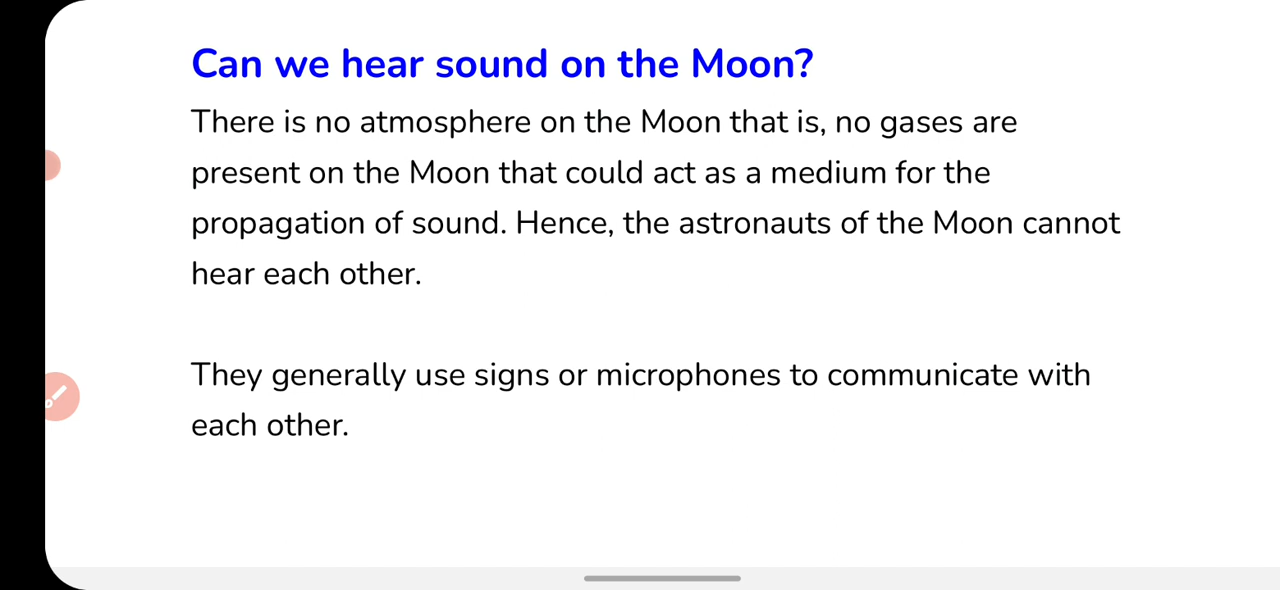 Can we hear sound on the Moon?
There is no atmosphere on the Moon that is, no gases are
present on the Moon that could act as a medium for the
propagation of sound. Hence, the astronauts of the Moon cannot
hear each other.
They generally use signs or microphones to communicate with
each other.